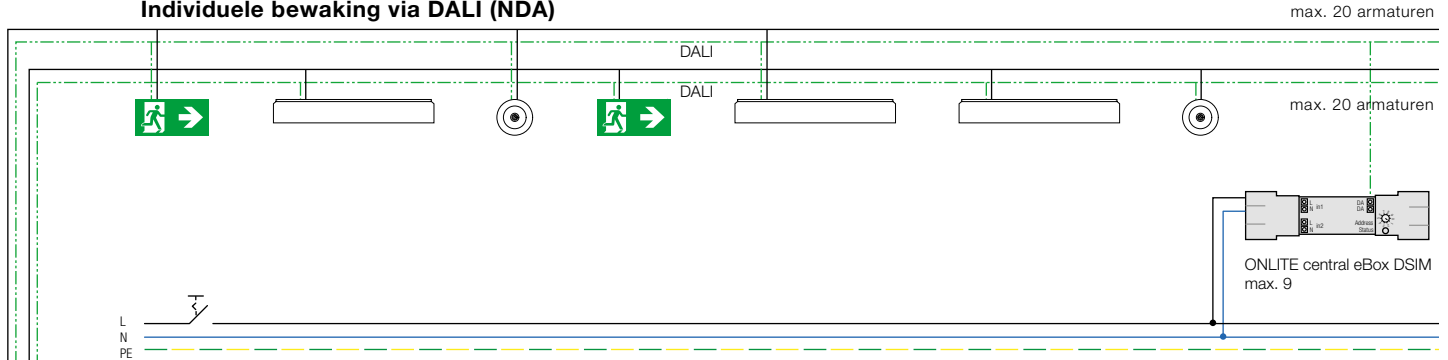 Individuele bewaking via DALI (NDA)
max. 20 armaturen
DALI
DALI
max. 20 armaturen
L
N in1
DA
DA
L
N in2
Address
Status
ONLITE central eBox DSIM
max. 9
L
N
PE